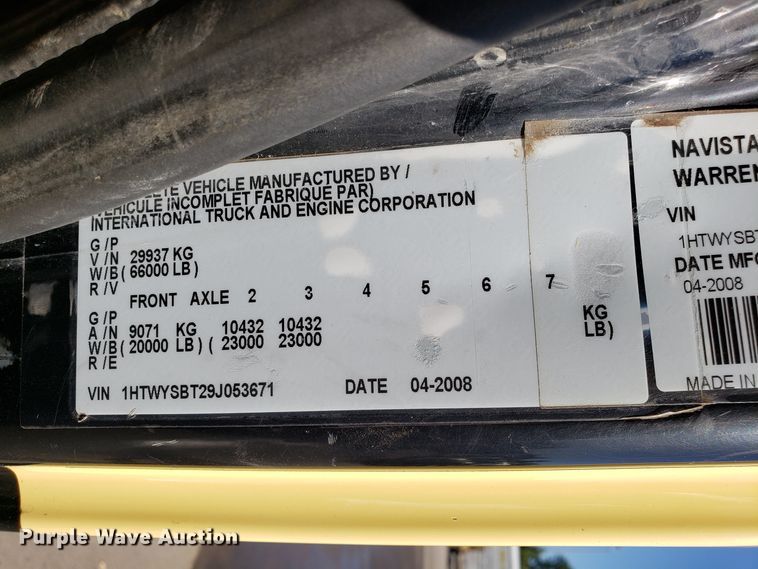 VEHICLE MANUFACTURED BY /
VEHICULE INCOMPLET FABRIQUE PAR)
INTERNATIONAL TRUCK AND ENGINE CORPORATION
G /P
V/N 29937 KG
W/B( 66000 LB)
R /V
FRONT AXLE 2 3 4 5 6 7
G/P
A /N 9071 KG 10432 10432 KG
W/B( 20000 LB) ( 23000 23000 LB)
R /E
VIN 1HTWYSBT29J053671 DATE 04-2008
NAVISTA
WARREN
VIN
1HTWYSBT
DATE MFG
04-2008
MADE IN
Purple Wave Auction